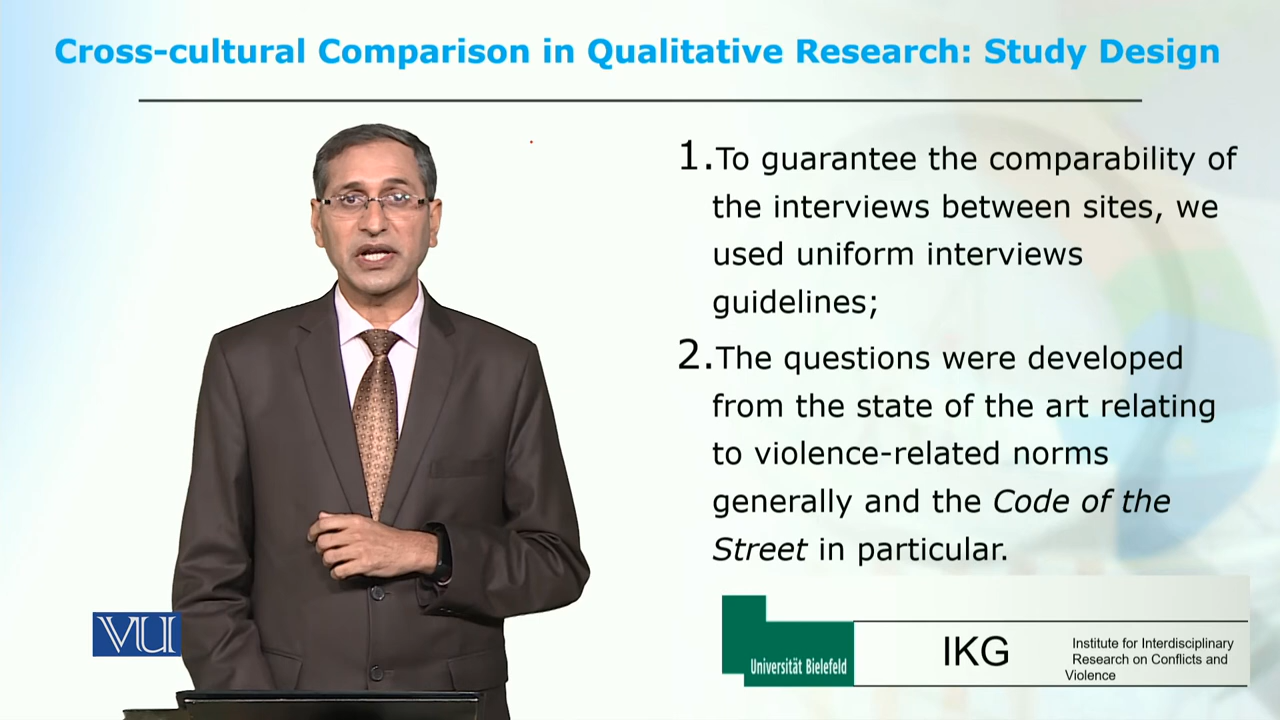 Cross-cultural Comparison in Qualitative Research: Study Design
1.To guarantee the comparability of
the interviews between sites, we
used uniform interviews
guidelines;
2.The questions were developed
from the state of the art relating
to violence-related norms
generally and the Code of the
Street in particular.
VU
Universität Bielefeld
IKG
Institute for Interdisciplinary
Research on Conflicts and
Violence